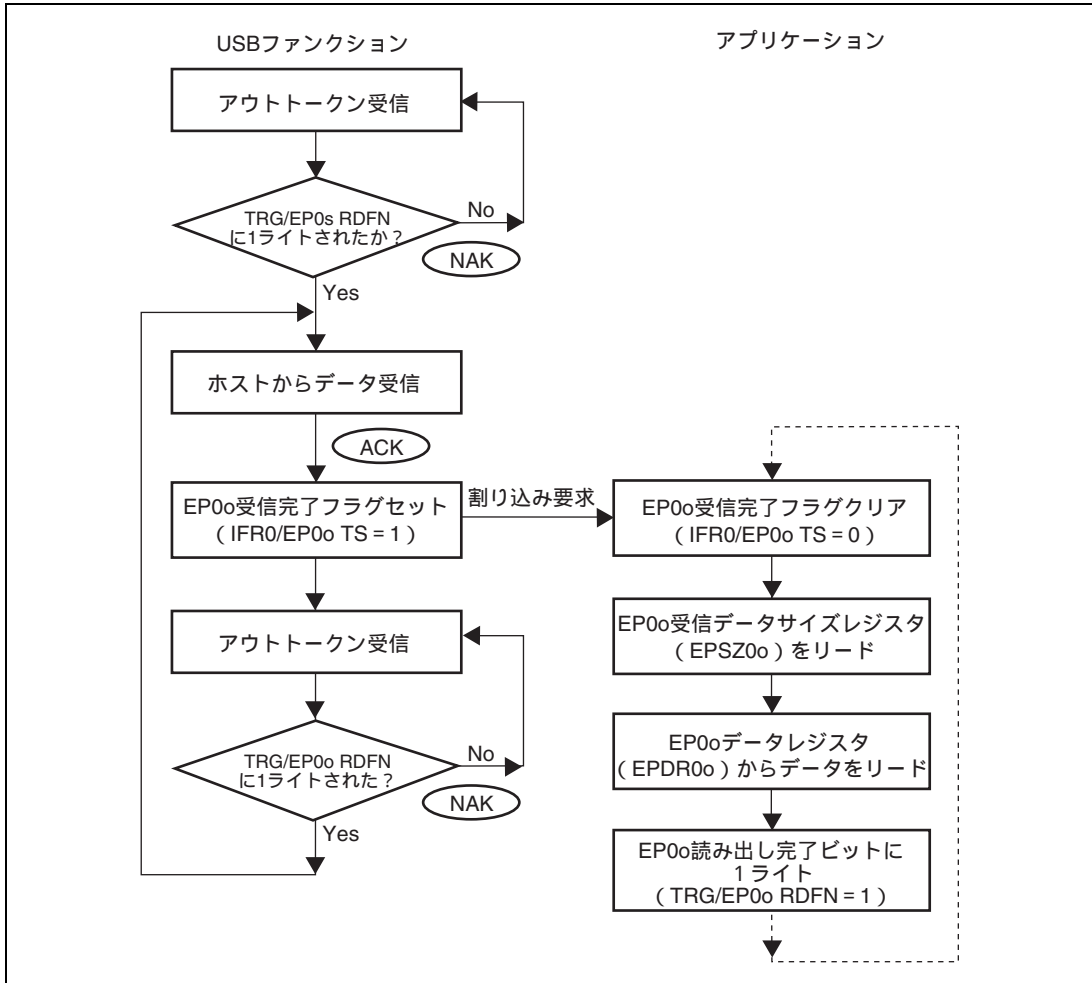 USBファンクション
アプリケーション
アウトトークン受信
TRG/EP0s RDFN
に1ライトされたか?
No
NAK
Yes
ホストからデータ受信
ACK
EP0o受信完了フラグセット
(IFR0/EP0o TS = 1)
割り込み要求
EP0o受信完了フラグクリア
(IFR0/EP0o TS = 0)
アウトトークン受信
EP0o受信データサイズレジスタ
(EPSZ0o)をリード
TRG/EP0o RDFN
に1ライトされた?
No
NAK
Yes
EP0oデータレジスタ
(EPDR0o)からデータをリード
EP0o読み出し完了ビットに
1ライト
(TRG/EP0o RDFN = 1)